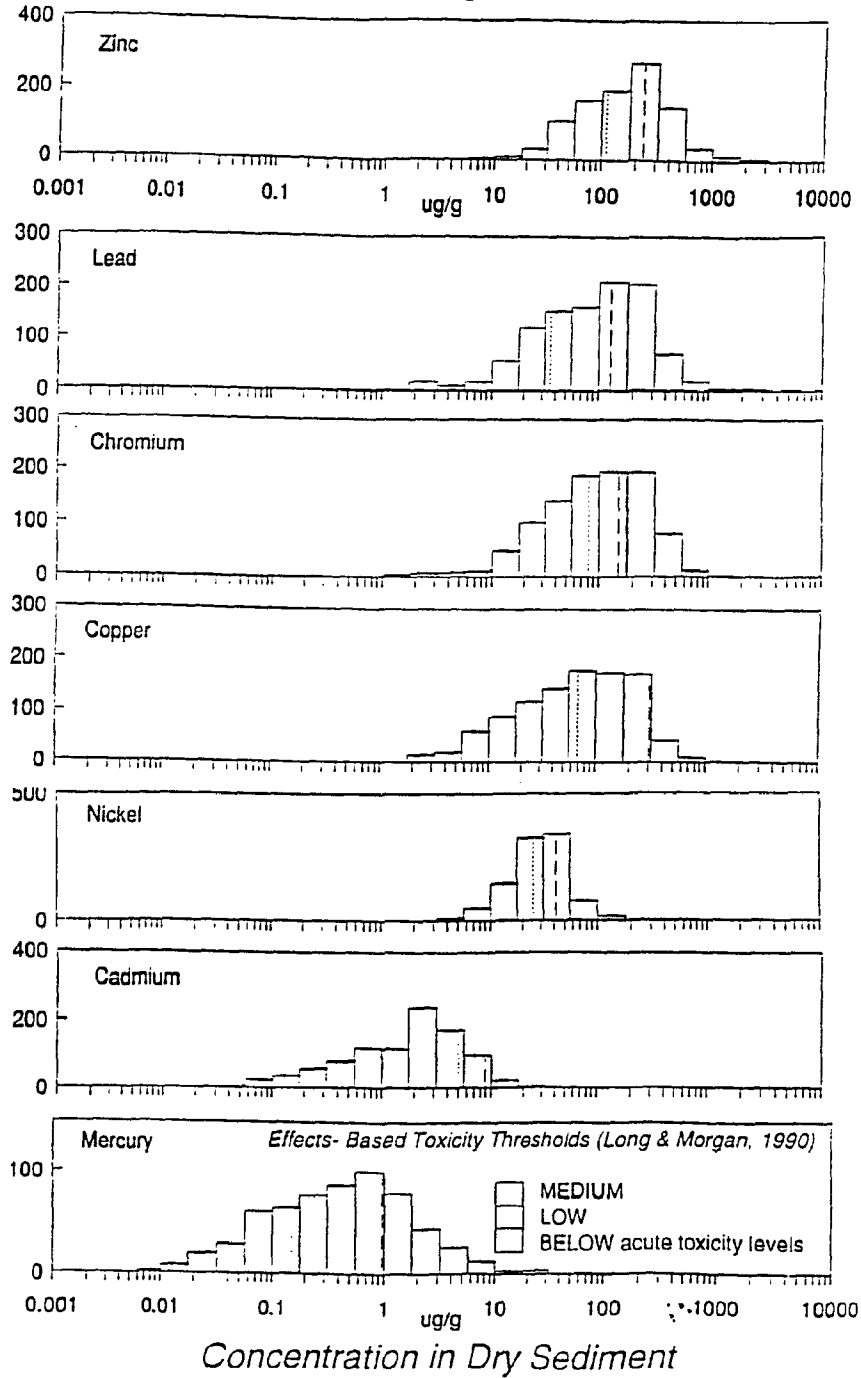 400
Zinc
200
0
0.001 0.01 0.1 1 10 100 1000 10000
ug/g
300
Lead
200
100
0
300
Chromium
200
100
0
300
Copper
200
100
0
500
Nickel
0
400
Cadmium
200
0
Mercury Effects- Based Toxicity Thresholds (Long & Morgan, 1990)
100
MEDIUM
LOW
BELOW acute toxicity levels
0
0.001 0.01 0.1 1 10 100 1000 10000
ug/g
Concentration in Dry Sediment